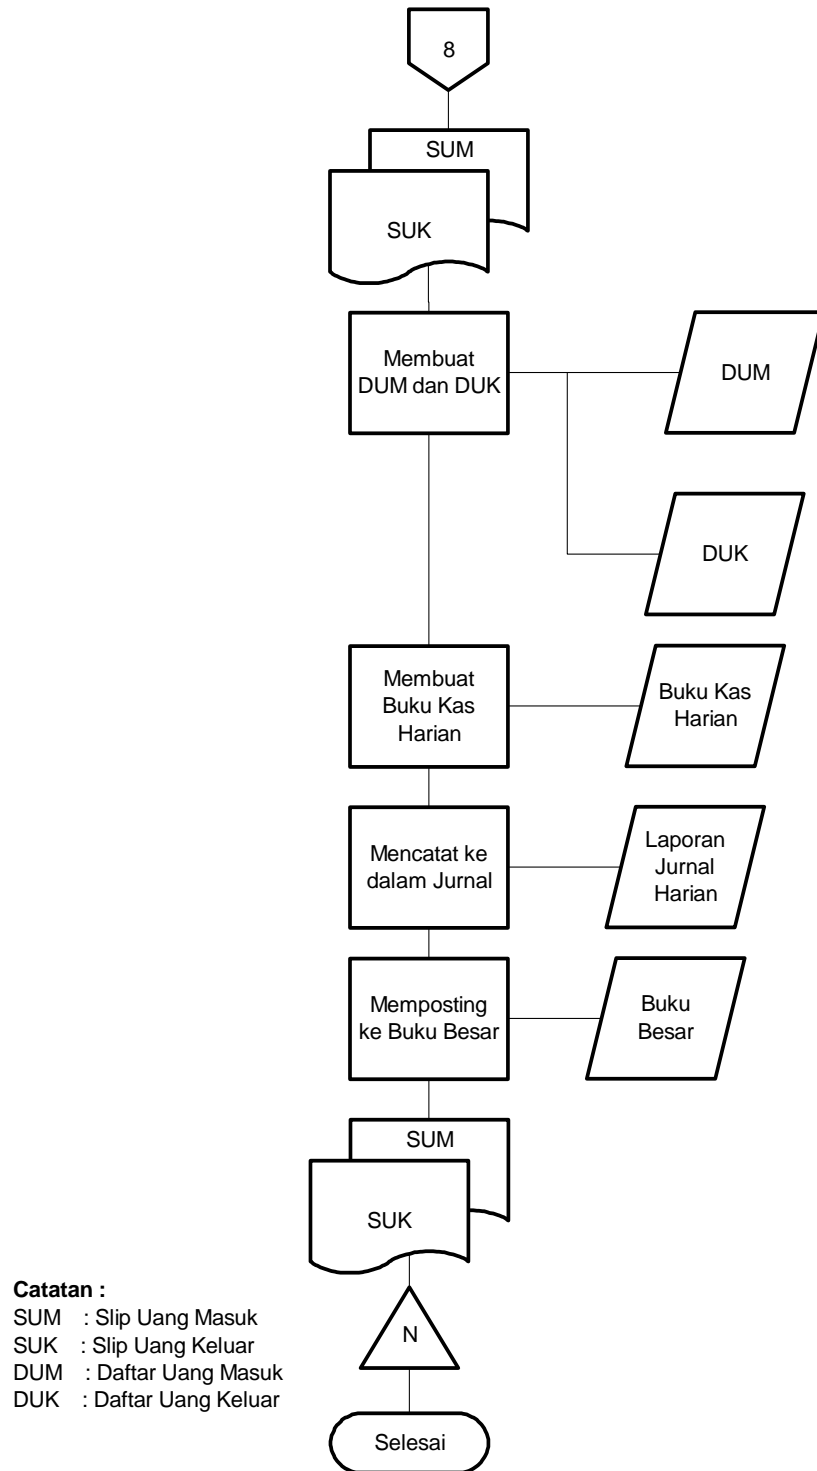 8
SUM
SUK
Membuat
DUM dan DUK
DUM
DUK
Membuat
Buku Kas
Harian
Buku Kas
Harian
Mencatat ke
dalam Jurnal
Laporan
Jurnal
Harian
Memposting
ke Buku Besar
Buku
Besar
SUM
SUK
N
Selesai
Catatan :
SUM : Slip Uang Masuk
SUK : Slip Uang Keluar
DUM : Daftar Uang Masuk
DUK : Daftar Uang Keluar